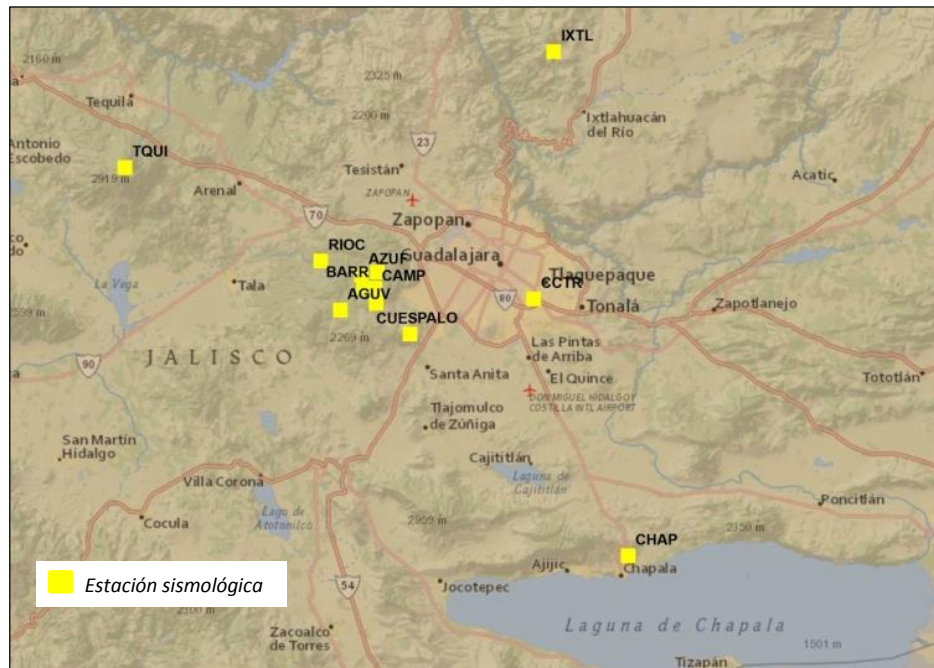 IXTL
2160 m
2325 m
Tequila
2200 m
Ixtlahuacán
del Río
Antonio
Escobedo
TQUI
23
Tesistán
2919 m
Acatic
Arenal
ZAPOPAN
70
Zapopan
RIOC
AZUF
Guadalajara
BARR
CAMP
Tlaquepaque
La Vega
Tala
AGUV
CCTR
80
Tonalá
Zapotlanejo
CUESPALO
2269 m
Las Pintas
de Arriba
JALISCO
90
Santa Anita
El Quince
Tototlán
DON MIGUEL HIDALGO Y
COSTILLA INTL AIRPORT
Tlajomulco
de Zúñiga
San Martín
Hidalgo
Cajititlán
Villa Corona
Laguna de
Cajititlán
Poncitlán
Lago de
Atotonilco
Cocula
2959 m
2350 m
CHAP
Ajijic
Chapala
Estación sismológica
54
Jocotepec
Laguna de Chapala
Zacoalco
de Torres
1501 m
Tizapán